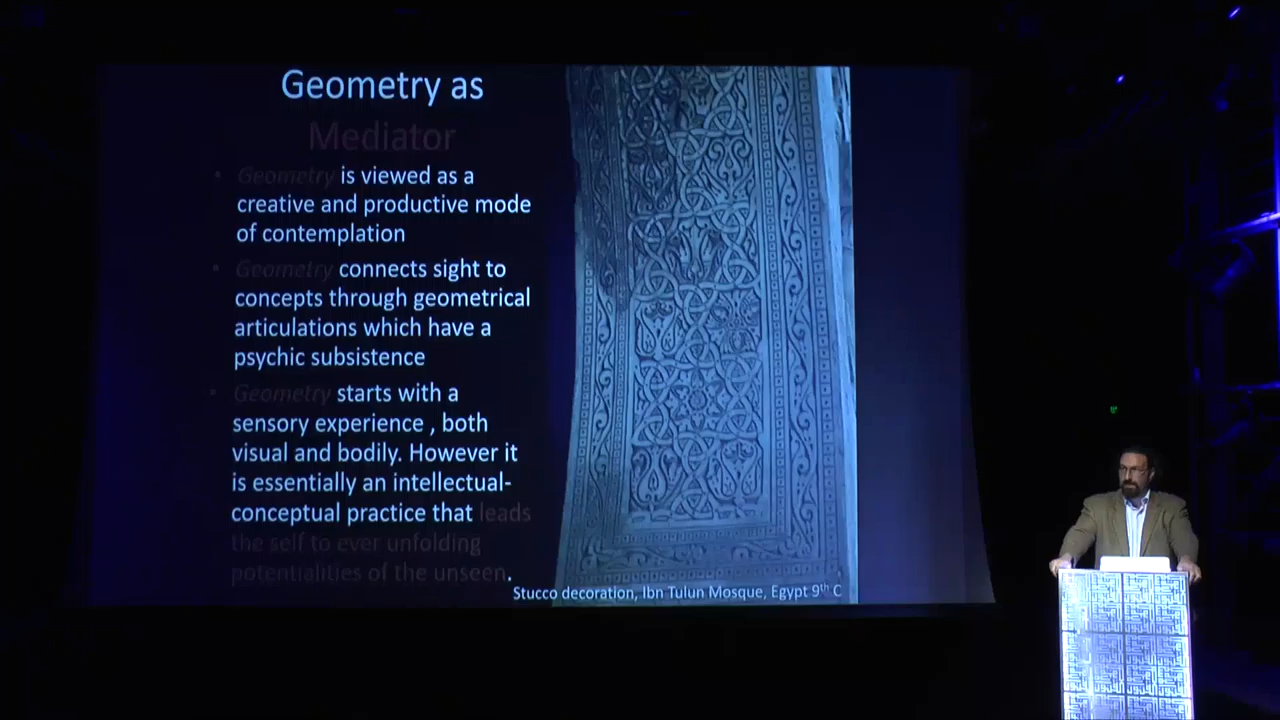 Geometry as
Mediator
• Geometry is viewed as a
creative and productive mode
of contemplation
• Geometry connects sight to
concepts through geometrical
articulations which have a
psychic subsistence
• Geometry starts with a
sensory experience , both
visual and bodily. However it
is essentially an intellectual-
conceptual practice that leads
the self to ever unfolding
potentialities of the unseen.
Stucco decoration, Ibn Tulun Mosque, Egypt 9th C